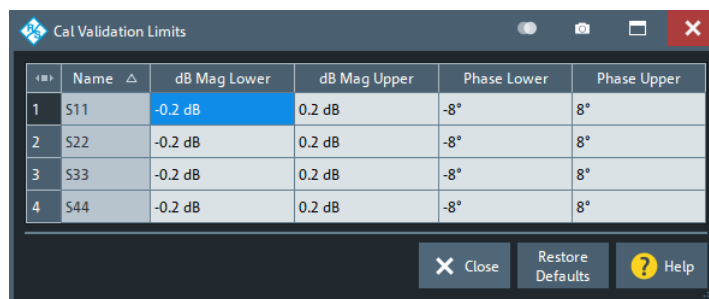 R&S Cal Validation Limits
Name dB Mag Lower dB Mag Upper Phase Lower Phase Upper
1 S11 -0.2 dB 0.2 dB -8° 8°
2 S22 -0.2 dB 0.2 dB -8° 8°
3 S33 -0.2 dB 0.2 dB -8° 8°
4 S44 -0.2 dB 0.2 dB -8° 8°
Close Restore Defaults ? Help